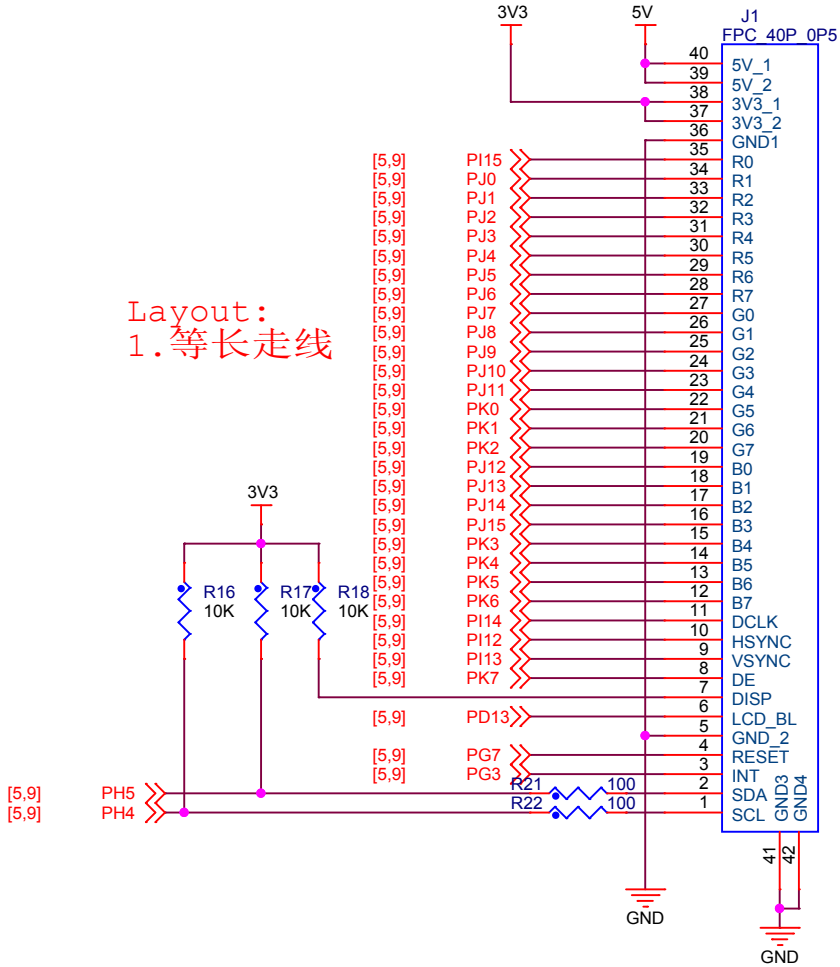 3V3 5V J1
FPC_40P_0P5
40 5V_1
39 5V_2
38 3V3_1
37 3V3_2
36 GND1
[5,9] PI15 35 R0
[5,9] PJ0 34 R1
[5,9] PJ1 33 R2
[5,9] PJ2 32 R3
[5,9] PJ3 31 R4
[5,9] PJ4 30 R5
[5,9] PJ5 29 R6
[5,9] PJ6 28 R7
[5,9] PJ7 27 G0
[5,9] PJ8 26 G1
[5,9] PJ9 25 G2
[5,9] PJ10 24 G3
[5,9] PJ11 23 G4
[5,9] PK0 22 G5
[5,9] PK1 21 G6
[5,9] PK2 20 G7
[5,9] PJ12 19 B0
[5,9] PJ13 18 B1
[5,9] PJ14 17 B2
[5,9] PJ15 16 B3
[5,9] PK3 15 B4
[5,9] PK4 14 B5
[5,9] PK5 13 B6
[5,9] PK6 12 B7
[5,9] PI14 11 DCLK
[5,9] PI12 10 HSYNC
[5,9] PI13 9 VSYNC
[5,9] PK7 8 DE
7 DISP
[5,9] PD13 6 LCD_BL
5 GND_2
[5,9] PG7 4 RESET
[5,9] PG3 3 INT
[5,9] PH5 R21 100 2 SDA
[5,9] PH4 R22 100 1 SCL
GND3 GND4
41 42
Layout:
1.等长走线
3V3
R16 R17 R18
10K 10K 10K
GND
GND